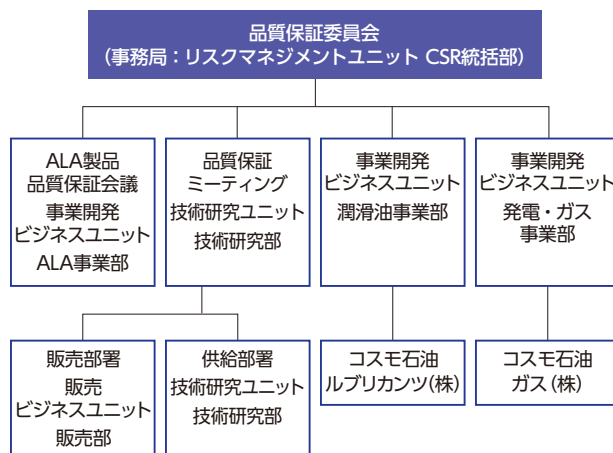 品質保証委員会
（事務局：リスクマネジメントユニット CSR統括部）
ALA製品
品質保証会議
事業開発
ビジネスユニット
ALA事業部
品質保証
ミーティング
技術研究ユニット
技術研究部
事業開発
ビジネスユニット
潤滑油事業部
事業開発
ビジネスユニット
発電・ガス
事業部
販売部署
販売
ビジネスユニット
販売部
供給部署
技術研究ユニット
技術研究部
コスモ石油
ルブリカンツ（株）
コスモ石油
ガス（株）